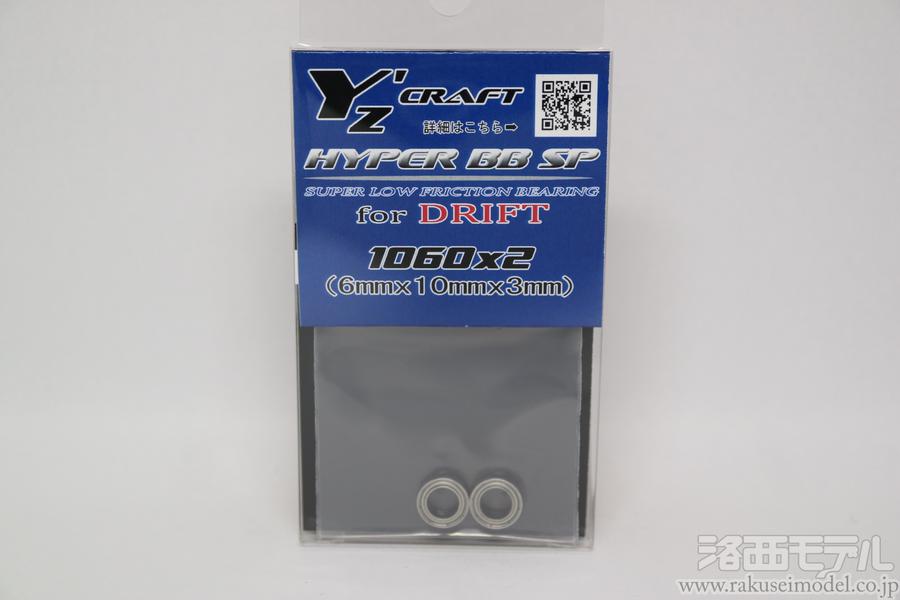 Y'z CRAFT
詳細はこちら➡
HYPER BB SP
SUPER LOW FRICTION BEARING
for DRIFT
1060x2
(6mmx10mmx3mm)
洛西モデル
www.rakuseimodel.co.jp